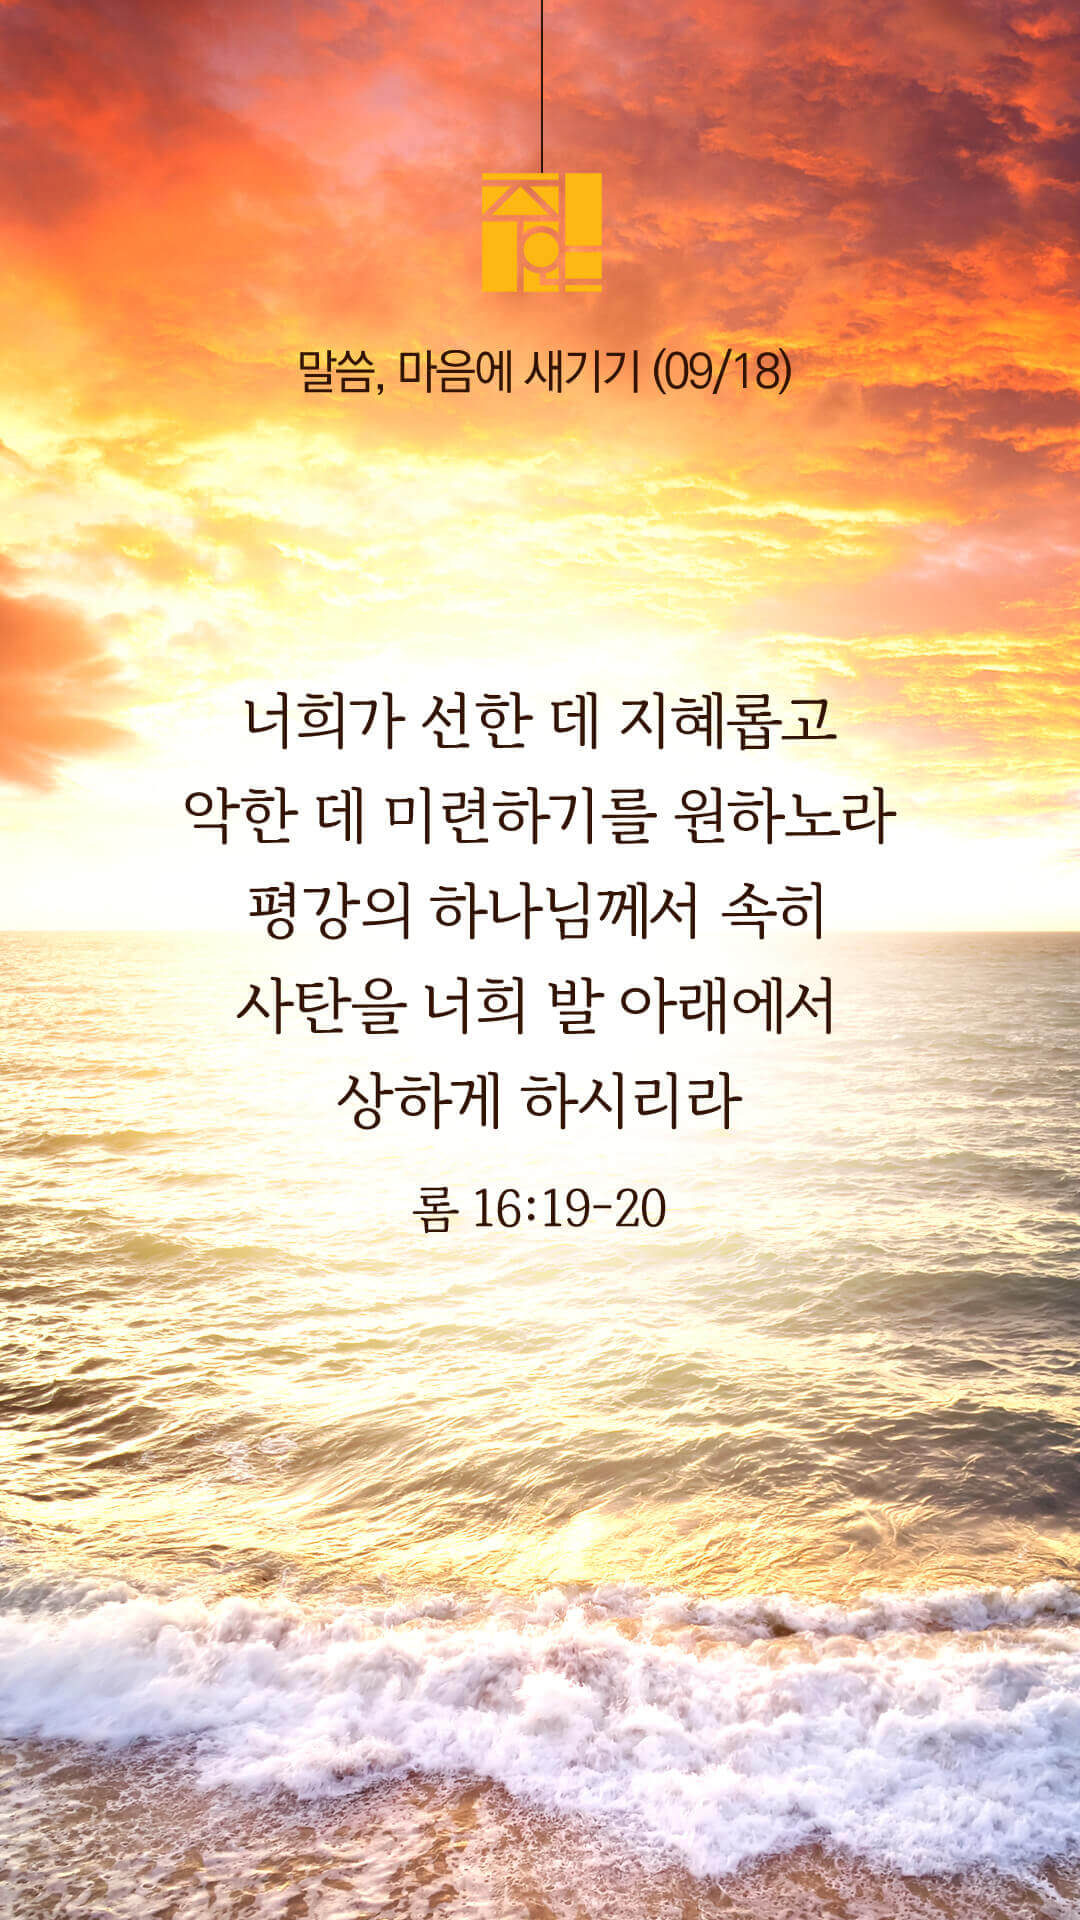 말씀, 마음에 새기기 (09/18)
너희가 선한 데 지혜롭고
악한 데 미련하기를 원하노라
평강의 하나님께서 속히
사탄을 너희 발 아래에서
상하게 하시리라
롬 16:19-20